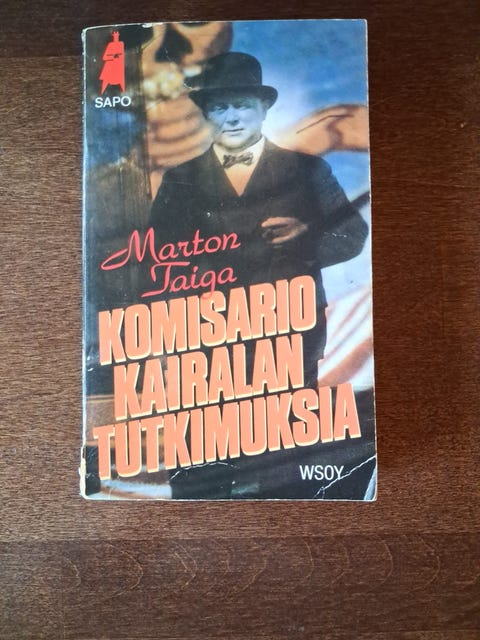 SAPO
Marton
Taiga
KOMISARIO
KAIRALAN
TUTKIMUKSIA
WSOY